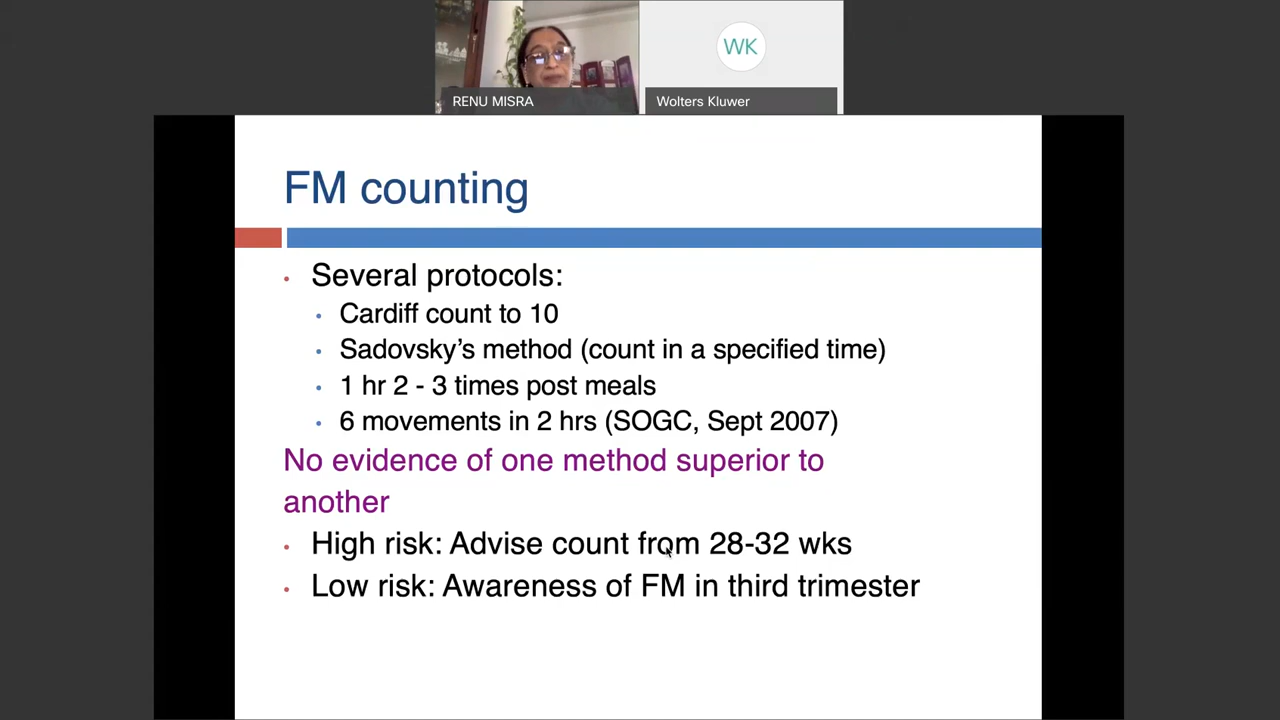 WK
RENU MISRA
Wolters Kluwer
FM counting
• Several protocols:
• Cardiff count to 10
• Sadovsky's method (count in a specified time)
• 1 hr 2 - 3 times post meals
• 6 movements in 2 hrs (SOGC, Sept 2007)
No evidence of one method superior to
another
• High risk: Advise count from 28-32 wks
• Low risk: Awareness of FM in third trimester